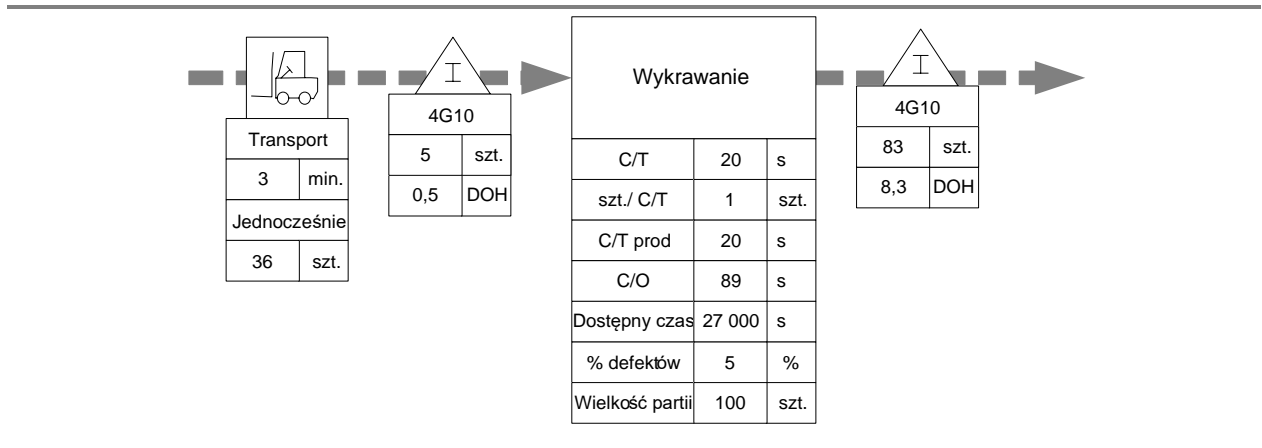 Transport
3 min.
Jednocześnie
36 szt.
I
4G10
5 szt.
0,5 DOH
Wykrawanie
C/T 20 s
szt./ C/T 1 szt.
C/T prod 20 s
C/O 89 s
Dostępny czas 27 000 s
% defektów 5 %
Wielkość partii 100 szt.
I
4G10
83 szt.
8,3 DOH